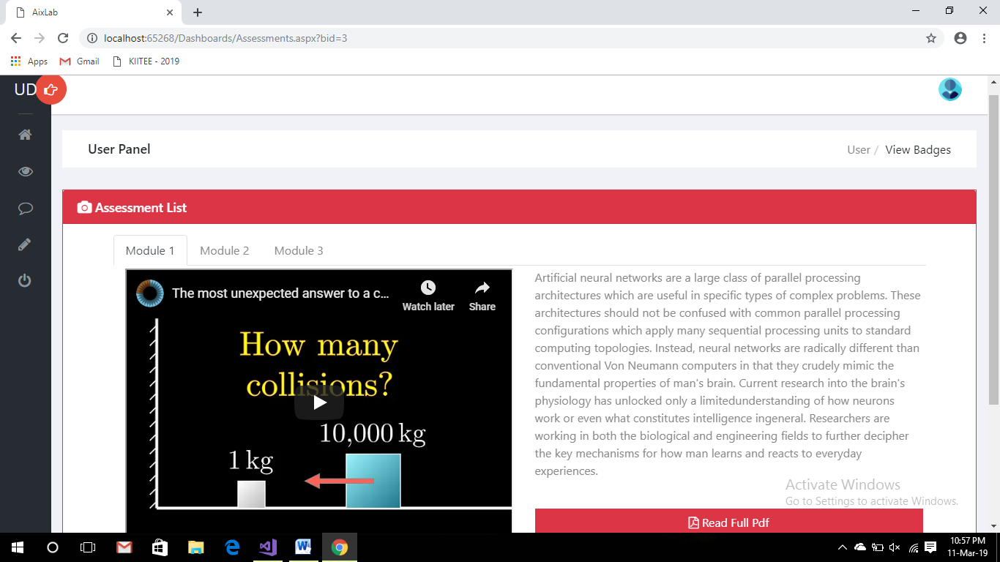 AixLab
localhost:65268/Dashboards/Assessments.aspx?bid=3
Apps Gmail KIITEE - 2019
UD
User Panel
User / View Badges
Assessment List
Module 1 Module 2 Module 3
The most unexpected answer to a c...
Watch later Share
How many
collisions?
10,000 kg
1 kg
Artificial neural networks are a large class of parallel processing
architectures which are useful in specific types of complex problems. These
architectures should not be confused with common parallel processing
configurations which apply many sequential processing units to standard
computing topologies. Instead, neural networks are radically different than
conventional Von Neumann computers in that they crudely mimic the
fundamental properties of man's brain. Current research into the brain's
physiology has unlocked only a limitedunderstanding of how neurons
work or even what constitutes intelligence ingeneral. Researchers are
working in both the biological and engineering fields to further decipher
the key mechanisms for how man learns and reacts to everyday
experiences.
Activate Windows
Go to Settings to activate Windows.
Read Full Pdf
10:57 PM
11-Mar-19